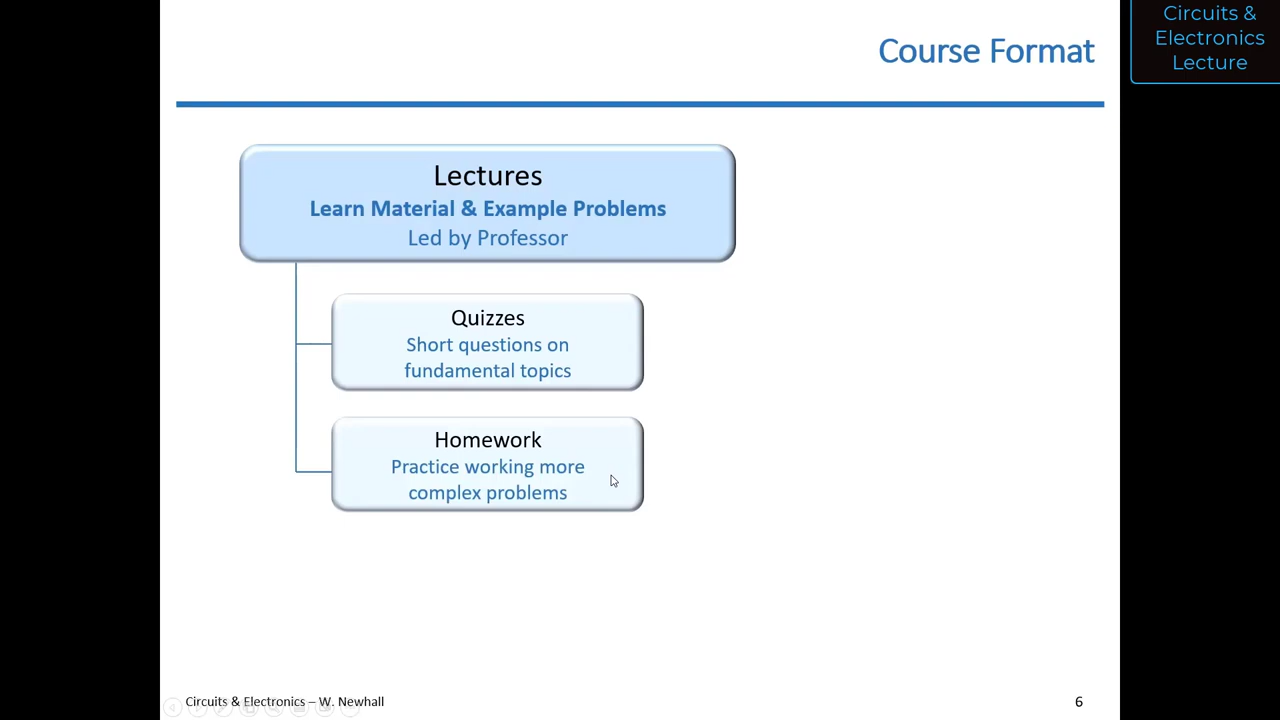 Course Format
Circuits &
Electronics
Lecture
Lectures
Learn Material & Example Problems
Led by Professor
Quizzes
Short questions on
fundamental topics
Homework
Practice working more
complex problems
Circuits & Electronics – W. Newhall
6